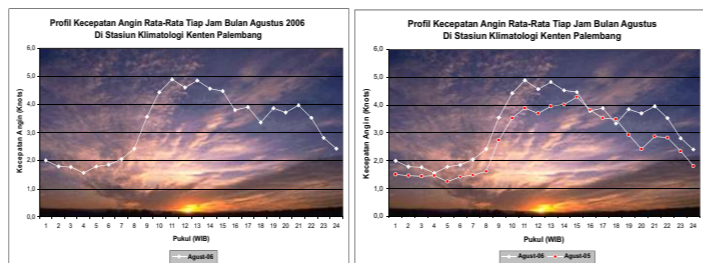 Profil Kecepatan Angin Rata-Rata Tiap Jam Bulan Agustus 2006
Di Stasiun Klimatologi Kenten Palembang
Kecepatan Angin (Knots)
6,0
5,0
4,0
3,0
2,0
1,0
0,0
1 2 3 4 5 6 7 8 9 10 11 12 13 14 15 16 17 18 19 20 21 22 23 24
Pukul (WIB)
Agust-06
Profil Kecepatan Angin Rata-Rata Tiap Jam Bulan Agustus
Di Stasiun Klimatologi Kenten Palembang
Kecepatan Angin (Knots)
6,0
5,0
4,0
3,0
2,0
1,0
0,0
1 2 3 4 5 6 7 8 9 10 11 12 13 14 15 16 17 18 19 20 21 22 23 24
Pukul (WIB)
Agust-06 Agust-05